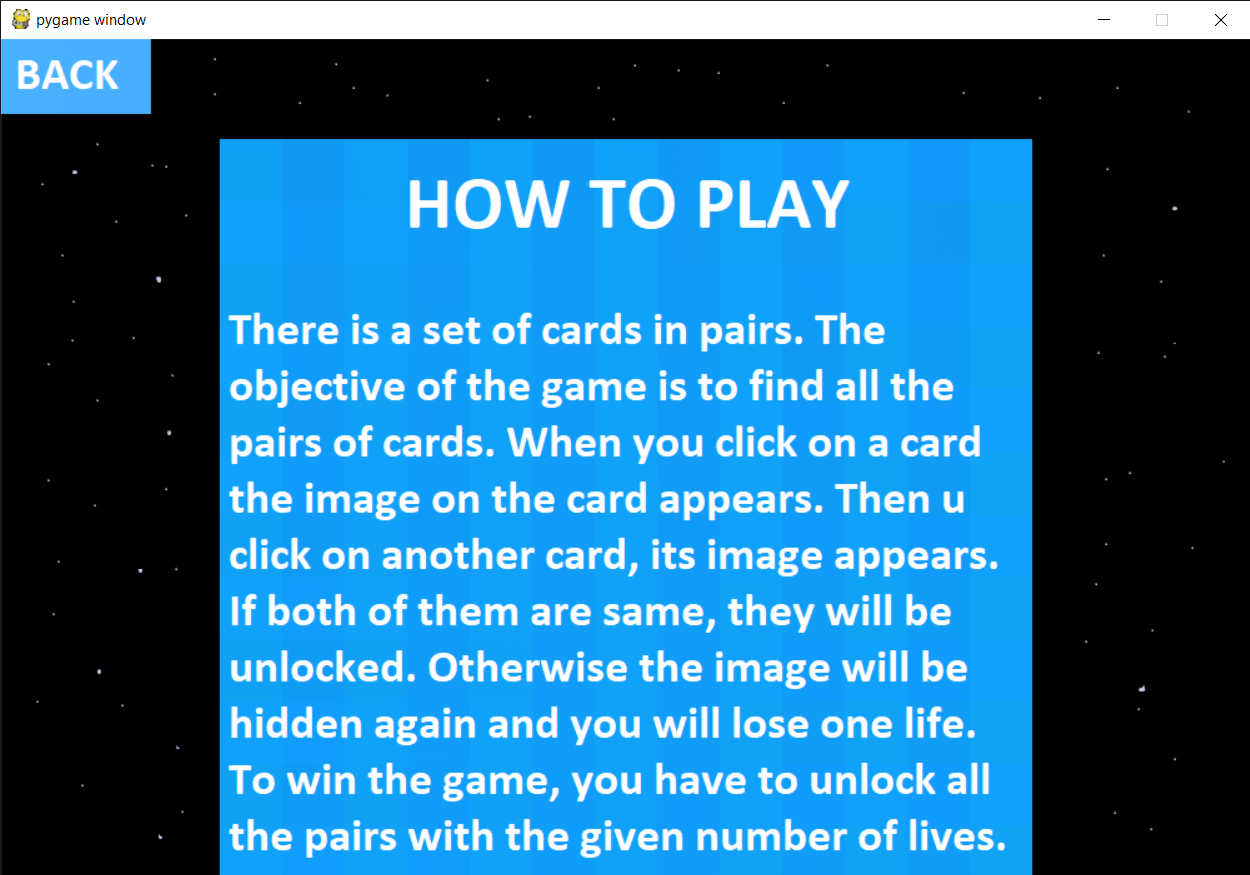 pygame window
BACK
HOW TO PLAY
There is a set of cards in pairs. The
objective of the game is to find all the
pairs of cards. When you click on a card
the image on the card appears. Then u
click on another card, its image appears.
If both of them are same, they will be
unlocked. Otherwise the image will be
hidden again and you will lose one life.
To win the game, you have to unlock all
the pairs with the given number of lives.